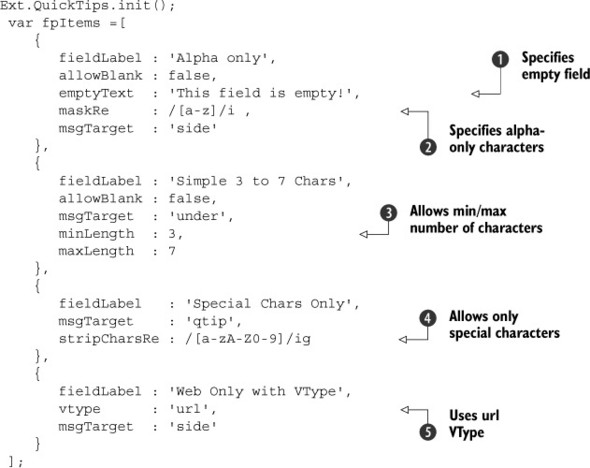 Ext.QuickTips.init();
var fpItems =[
{
fieldLabel : 'Alpha only',
allowBlank : false,
emptyText : 'This field is empty!',
maskRe : /[a-z]/i ,
msgTarget : 'side'
},
{
fieldLabel : 'Simple 3 to 7 Chars',
allowBlank : false,
msgTarget : 'under',
minLength : 3,
maxLength : 7
},
{
fieldLabel : 'Special Chars Only',
msgTarget : 'qtip',
stripCharsRe : /[a-zA-Z0-9]/ig
},
{
fieldLabel : 'Web Only with VType',
vtype : 'url',
msgTarget : 'side'
}
];
1 Specifies
empty field
2 Specifies alpha-
only characters
3 Allows min/max
number of characters
4 Allows only
special characters
5 Uses url
VType